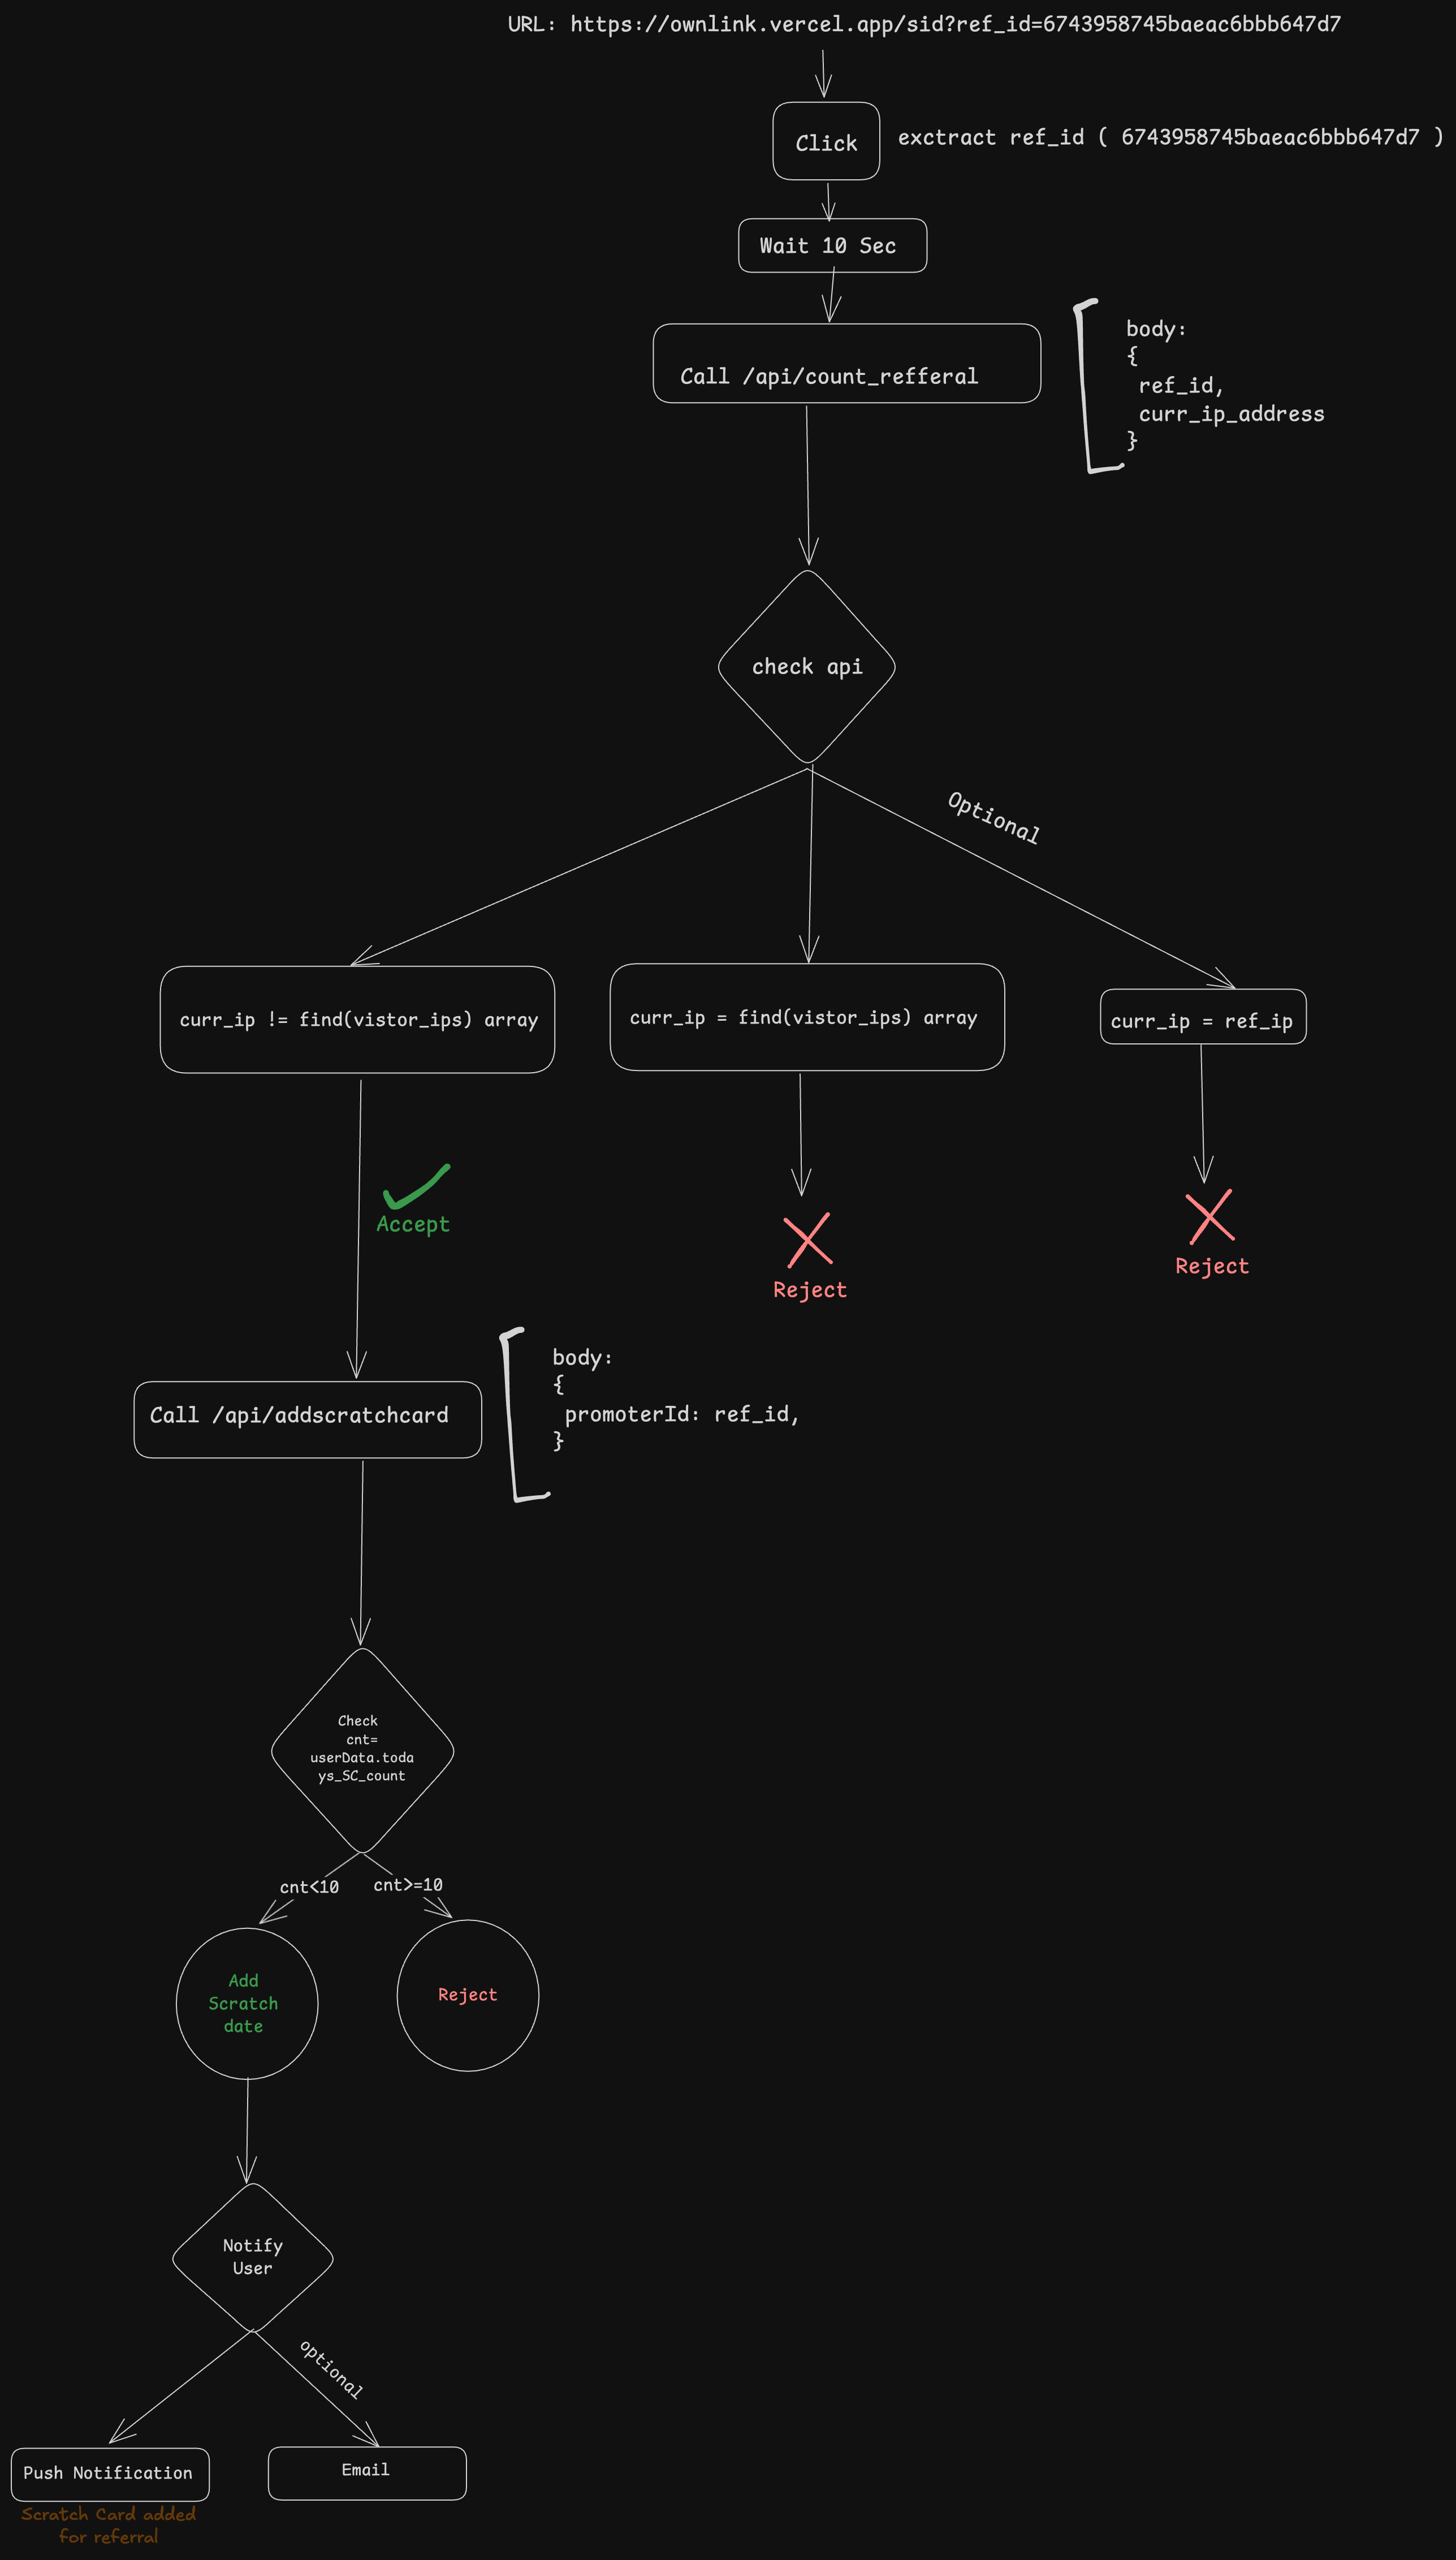 URL: https://ownlink.vercel.app/sid?ref_id=6743958745baeac6bbb647d7
Click
exctract ref_id ( 6743958745baeac6bbb647d7 )
Wait 10 Sec
Call /api/count_refferal
body:
{
ref_id,
curr_ip_address
}
check api
Optional
curr_ip != find(vistor_ips) array
curr_ip = find(vistor_ips) array
curr_ip = ref_ip
Accept
Reject
Reject
Call /api/addscratchcard
body:
{
promoterId: ref_id,
}
Check
cnt=
userData.toda
ys_SC_count
cnt<10
cnt>=10
Add
Scratch
date
Reject
Notify
User
optional
Push Notification
Email
Scratch Card added
for referral